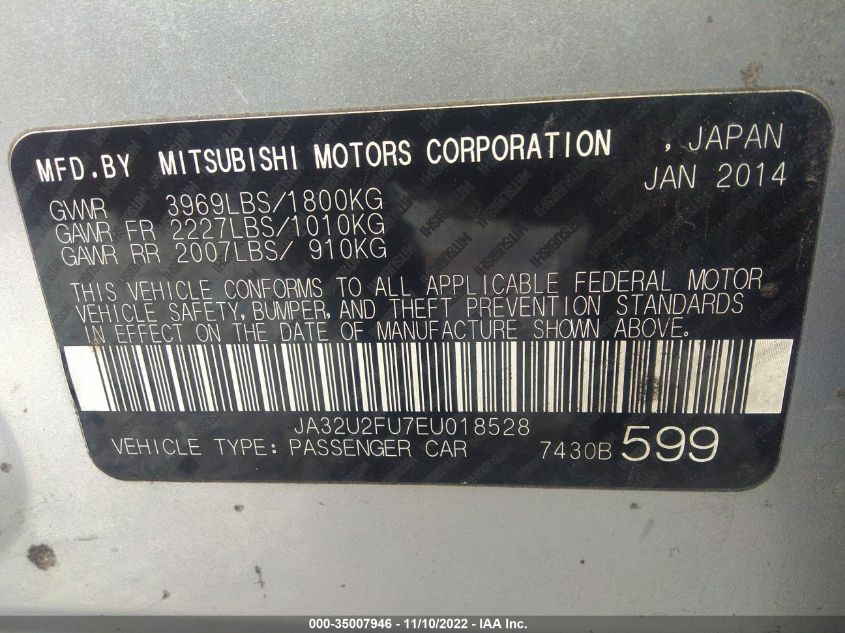 MFD.BY MITSUBISHI MOTORS CORPORATION , JAPAN
JAN 2014
GVWR 3969LBS/1800KG
GAWR FR 2227LBS/1010KG
GAWR RR 2007LBS/ 910KG
THIS VEHICLE CONFORMS TO ALL APPLICABLE FEDERAL MOTOR
VEHICLE SAFETY, BUMPER, AND THEFT PREVENTION STANDARDS
IN EFFECT ON THE DATE OF MANUFACTURE SHOWN ABOVE.
JA32U2FU7EU018528
VEHICLE TYPE: PASSENGER CAR 7430B 599
000-35007946 - 11/10/2022 - IAA Inc.